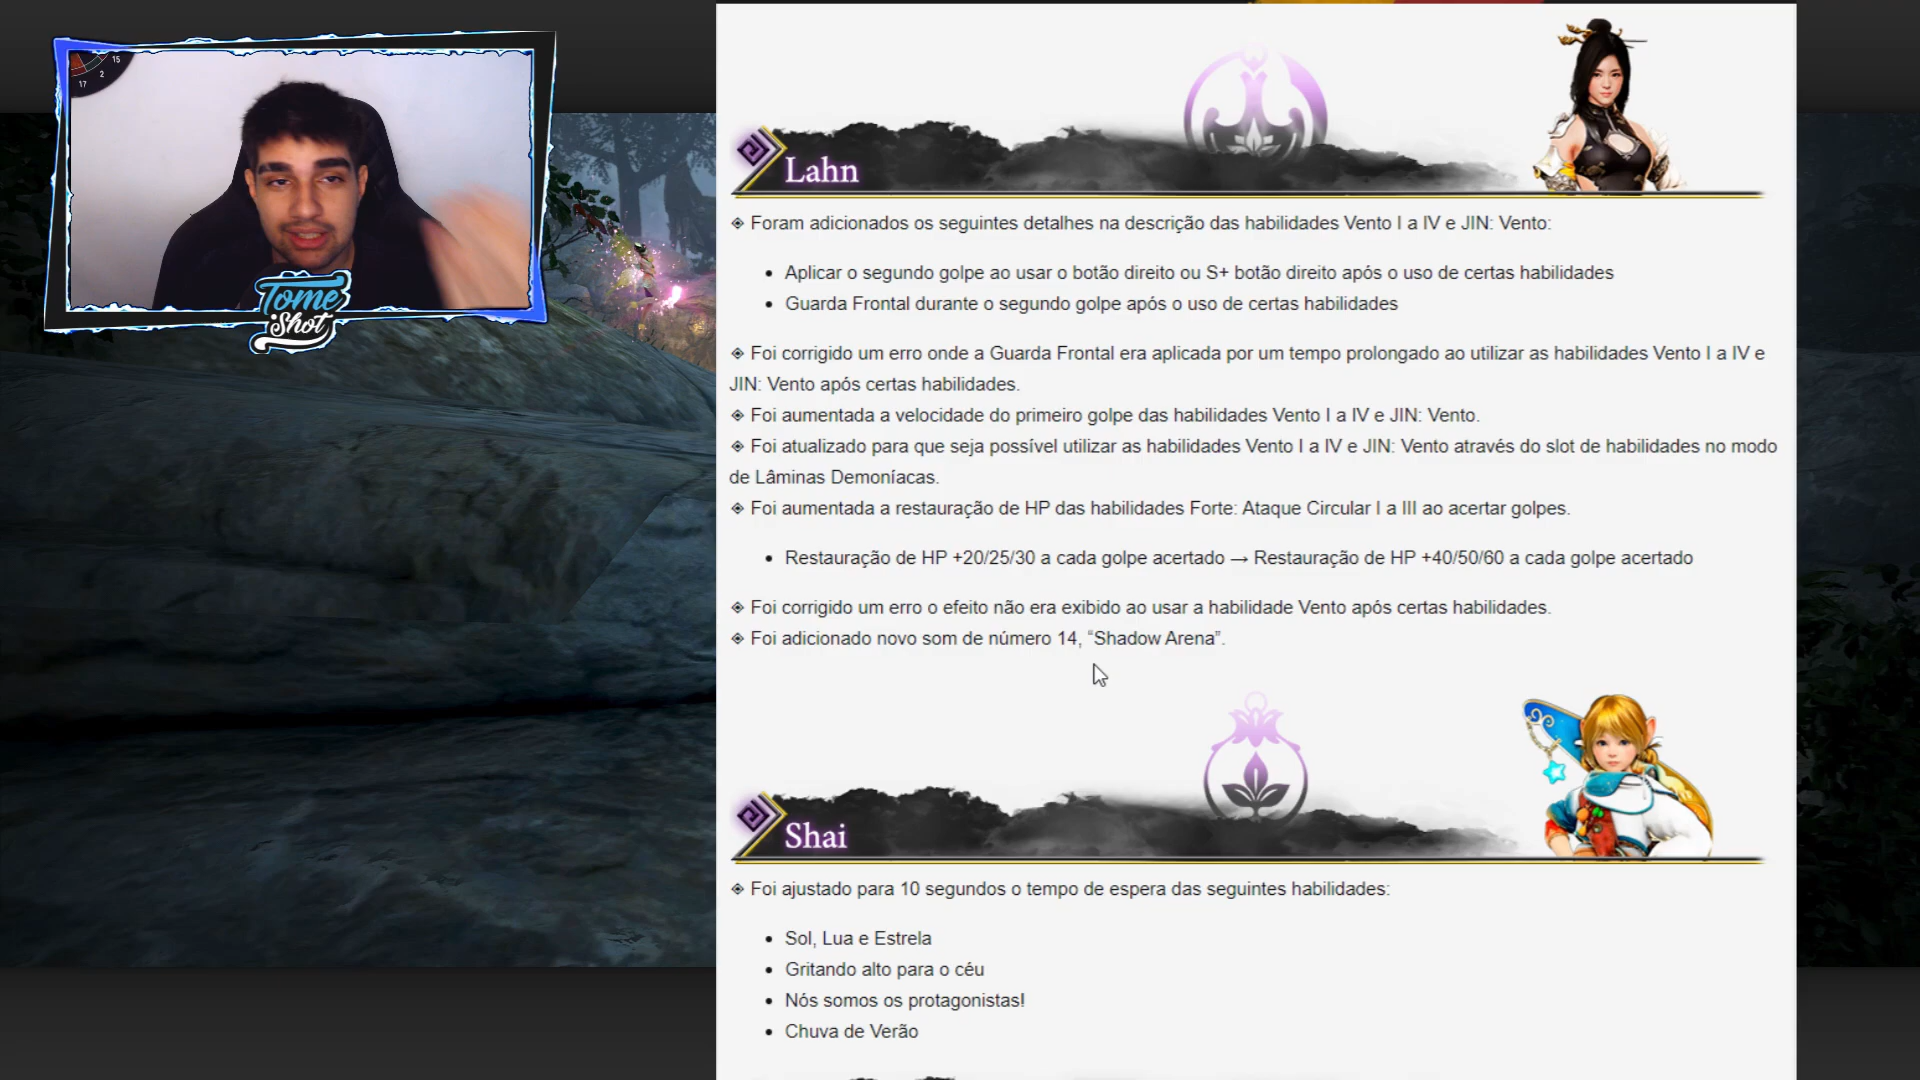 15
2
17
Tome
Shot
Lahn
Foram adicionados os seguintes detalhes na descrição das habilidades Vento I a IV e JIN: Vento:
Aplicar o segundo golpe ao usar o botão direito ou S+ botão direito após o uso de certas habilidades
Guarda Frontal durante o segundo golpe após o uso de certas habilidades
Foi corrigido um erro onde a Guarda Frontal era aplicada por um tempo prolongado ao utilizar as habilidades Vento I a IV e
JIN: Vento após certas habilidades.
Foi aumentada a velocidade do primeiro golpe das habilidades Vento I a IV e JIN: Vento.
Foi atualizado para que seja possível utilizar as habilidades Vento I a IV e JIN: Vento através do slot de habilidades no modo
de Lâminas Demoníacas.
Foi aumentada a restauração de HP das habilidades Forte: Ataque Circular I a III ao acertar golpes.
Restauração de HP +20/25/30 a cada golpe acertado → Restauração de HP +40/50/60 a cada golpe acertado
Foi corrigido um erro o efeito não era exibido ao usar a habilidade Vento após certas habilidades.
Foi adicionado novo som de número 14, “Shadow Arena”.
Shai
Foi ajustado para 10 segundos o tempo de espera das seguintes habilidades:
Sol, Lua e Estrela
Gritando alto para o céu
Nós somos os protagonistas!
Chuva de Verão